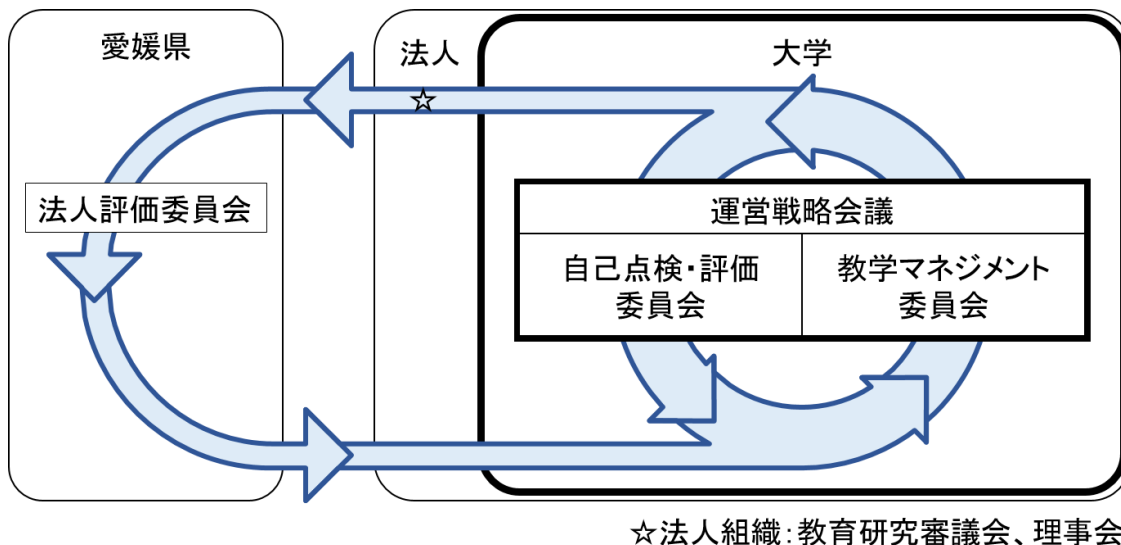 愛媛県
法人
大学
☆
法人評価委員会
運営戦略会議
自己点検・評価
委員会
教学マネジメント
委員会
☆法人組織：教育研究審議会、理事会